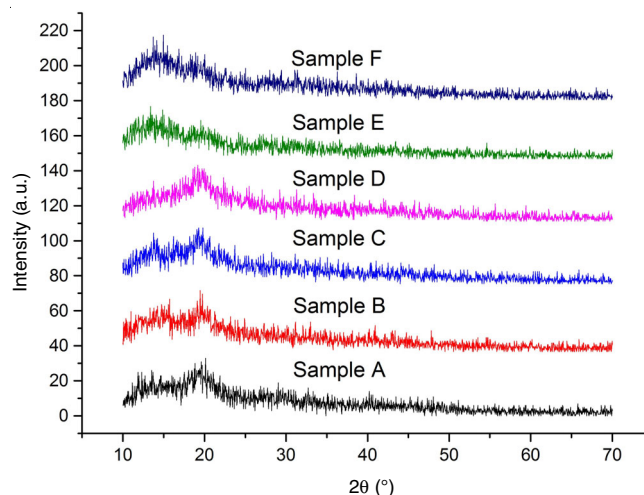 220
200
180
160
140
120
100
80
60
40
20
0
Intensity (a.u.)
Sample F
Sample E
Sample D
Sample C
Sample B
Sample A
10 20 30 40 50 60 70
2θ (°)